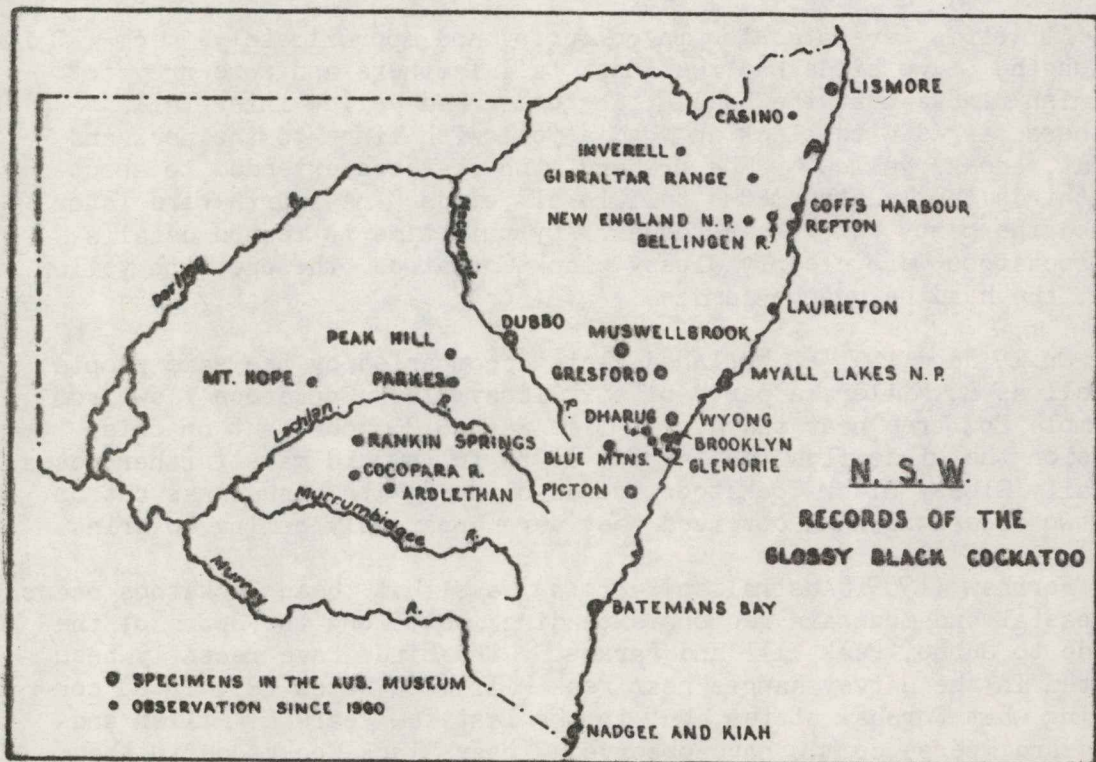 LISMORE
CASINO
INVERELL
GIBRALTAR RANGE
COFFS HARBOUR
NEW ENGLAND N.P.
REPTON
BELLINGEN R.
Macquarie
Darling R.
LAURIETON
DUBBO
MUSWELLBROOK
PEAK HILL
GRESFORD
MYALL LAKES N.P.
MT. HOPE
PARKES
R.
Lachlan
R.
DHARUG
WYONG
RANKIN SPRINGS
BROOKLYN
BLUE MTNS.
GLENORIE
COCOPARA R.
ARDLETHAN
PICTON
N. S. W.
Murrumbidgee R.
RECORDS OF THE
GLOSSY BLACK COCKATOO
Murray R.
BATEMANS BAY
SPECIMENS IN THE AUS. MUSEUM
OBSERVATION SINCE 1960
NADGEE AND KIAH